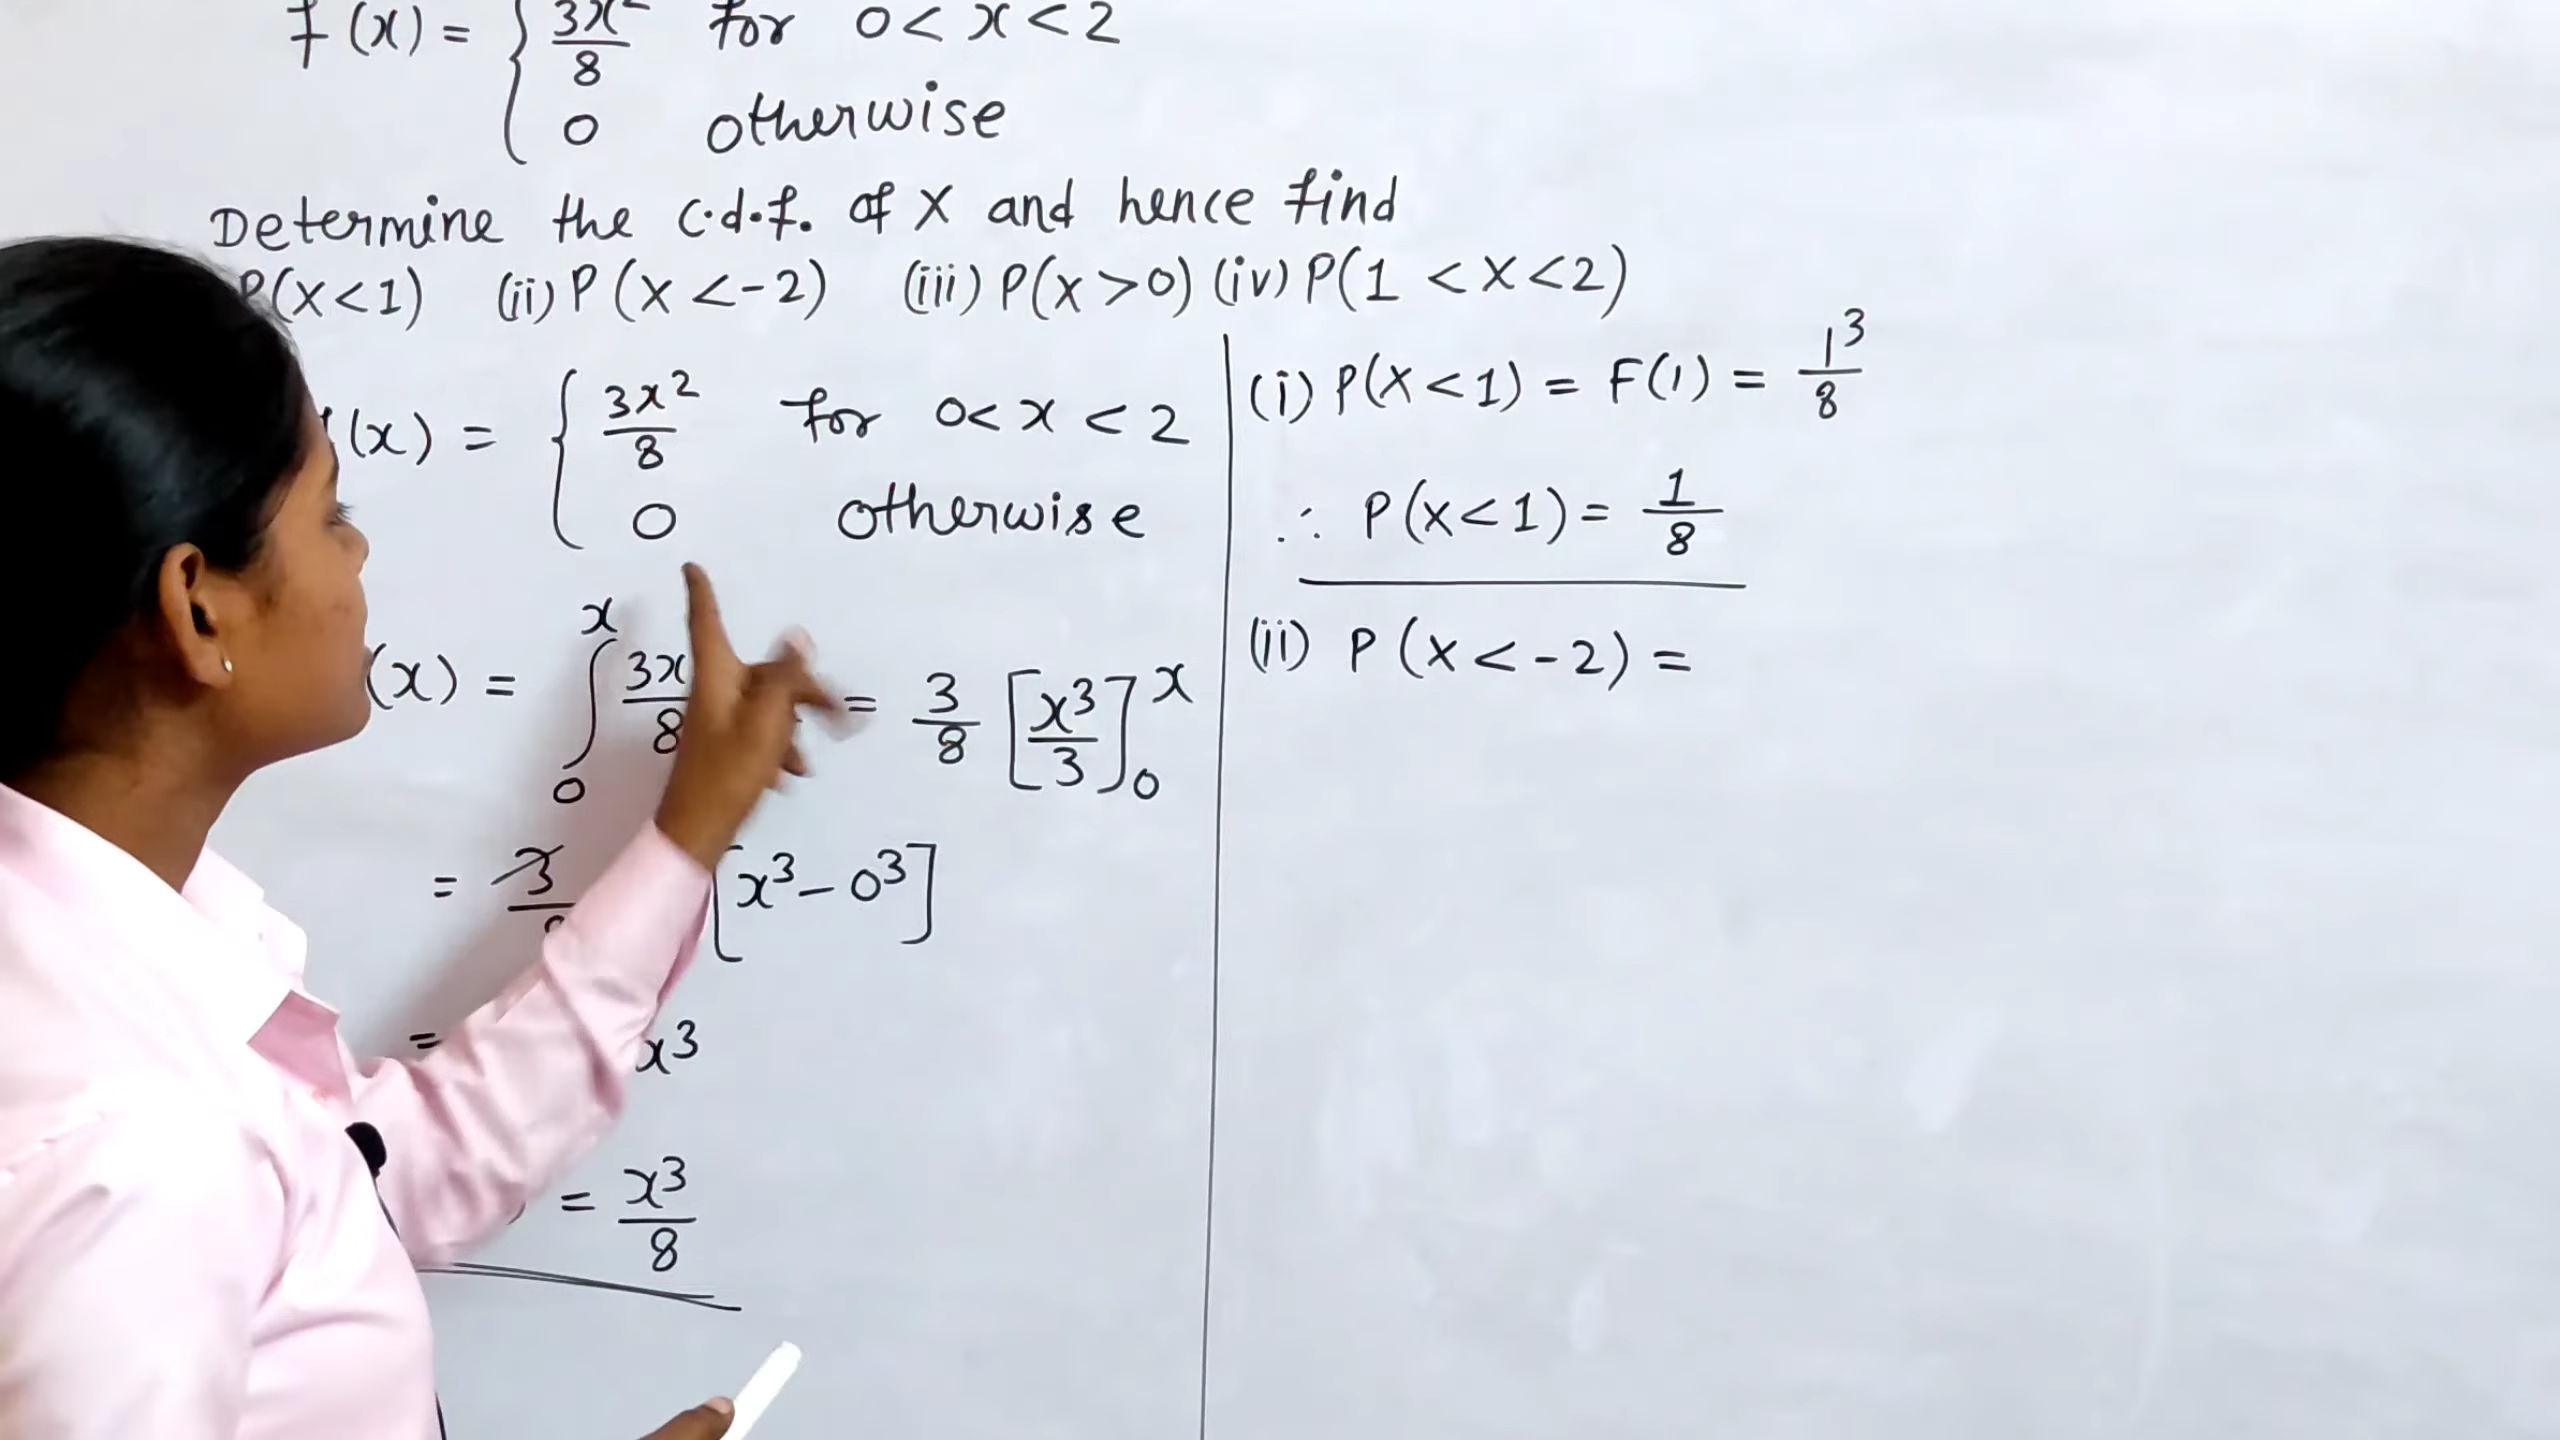 f(x) = { 3x²/8 for 0 < x < 2
0 otherwise
Determine the c.d.f. of X and hence find
P(X<1) (ii) P(X<-2) (iii) P(X>0) (iv) P(1<X<2)
(x) = { 3x²/8 for 0<x<2
0 otherwise
(x) = ∫₀ˣ 3x/8 = 3/8 [x³/3]₀ˣ
= 3/ [x³-0³]
= x³
= x³/8
(i) P(X<1) = F(1) = 1³/8
∴ P(X<1) = 1/8
(ii) P(X<-2) =